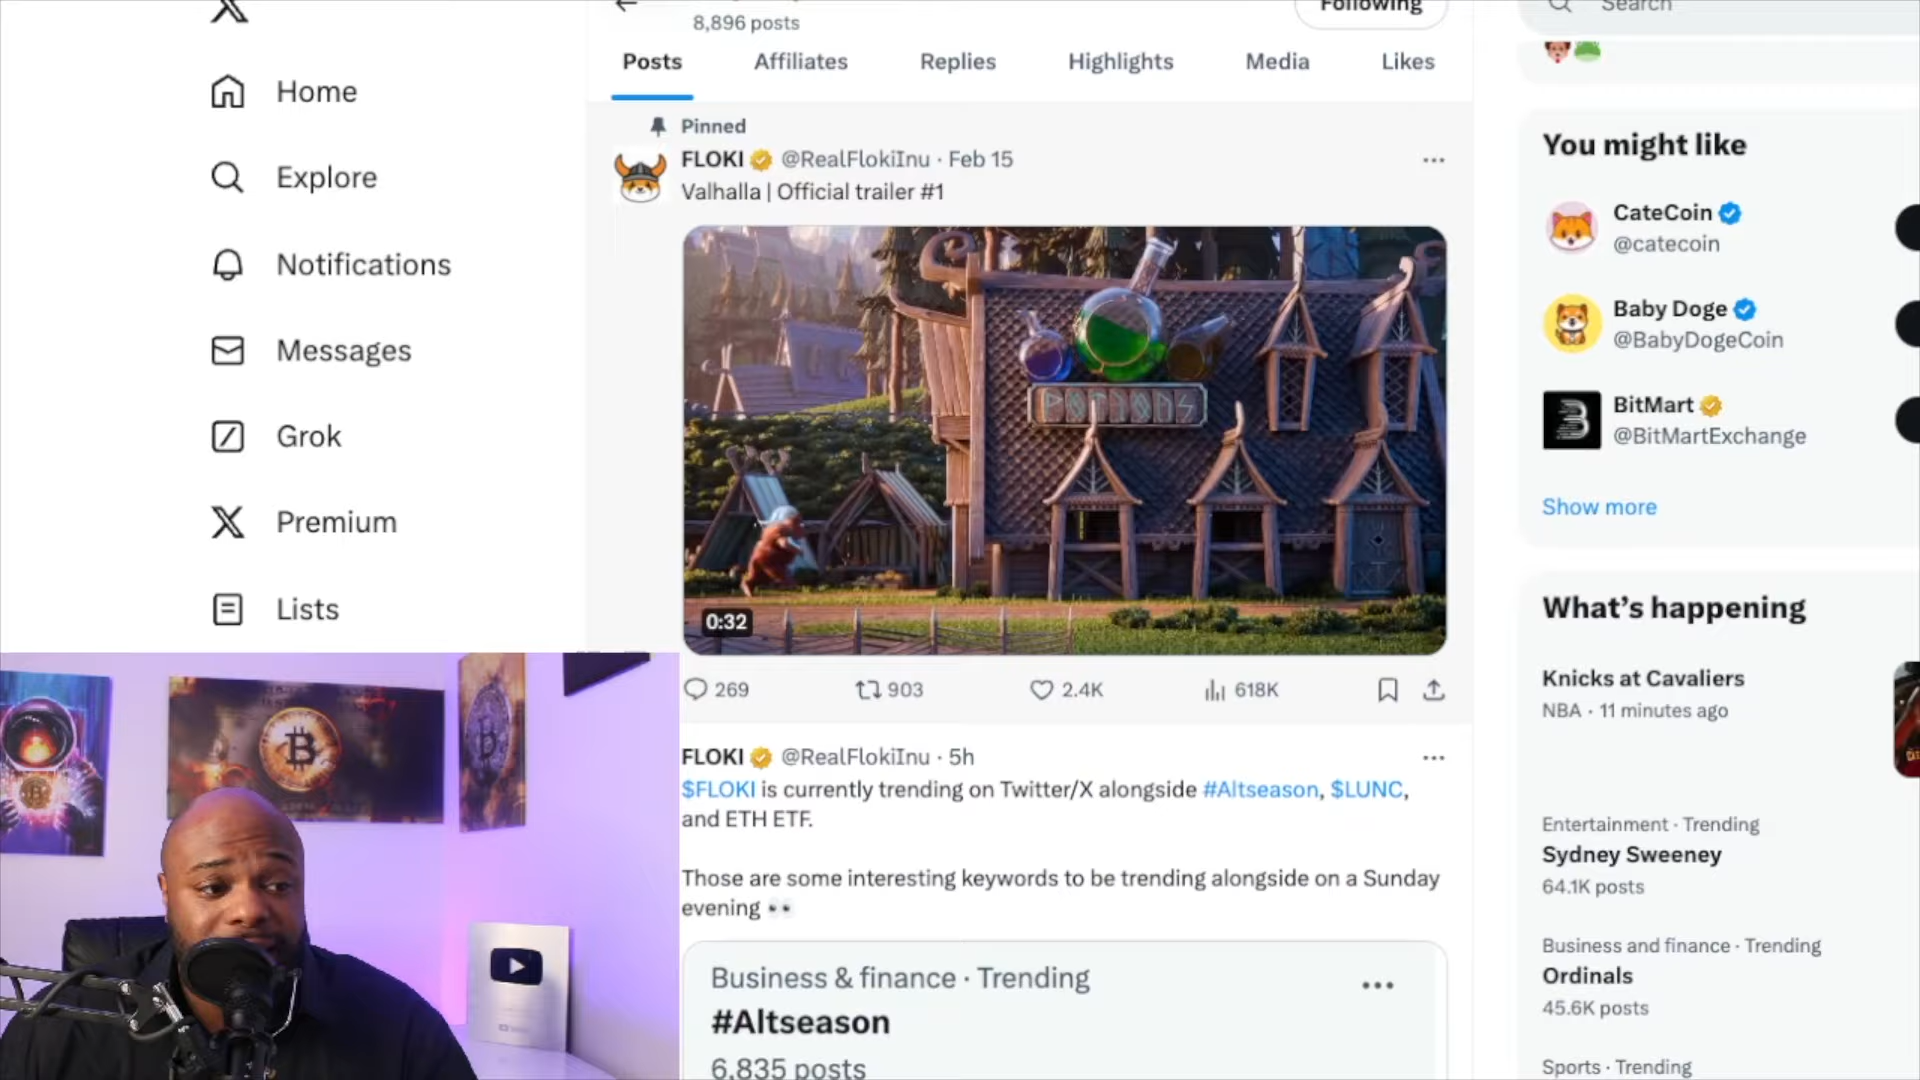 Home
Explore
Notifications
Messages
Grok
Premium
Lists
8,896 posts
Following
Posts
Affiliates
Replies
Highlights
Media
Likes
Pinned
FLOKI @RealFlokiInu · Feb 15
Valhalla | Official trailer #1
0:32
269
903
2.4K
618K
FLOKI @RealFlokiInu · 5h
$FLOKI is currently trending on Twitter/X alongside #Altseason, $LUNC,
and ETH ETF.
Those are some interesting keywords to be trending alongside on a Sunday
evening 👀
Business & finance · Trending
#Altseason
6,835 posts
Search
You might like
CateCoin
@catecoin
Baby Doge
@BabyDogeCoin
BitMart
@BitMartExchange
Show more
What's happening
Knicks at Cavaliers
NBA · 11 minutes ago
Entertainment · Trending
Sydney Sweeney
64.1K posts
Business and finance · Trending
Ordinals
45.6K posts
Sports · Trending